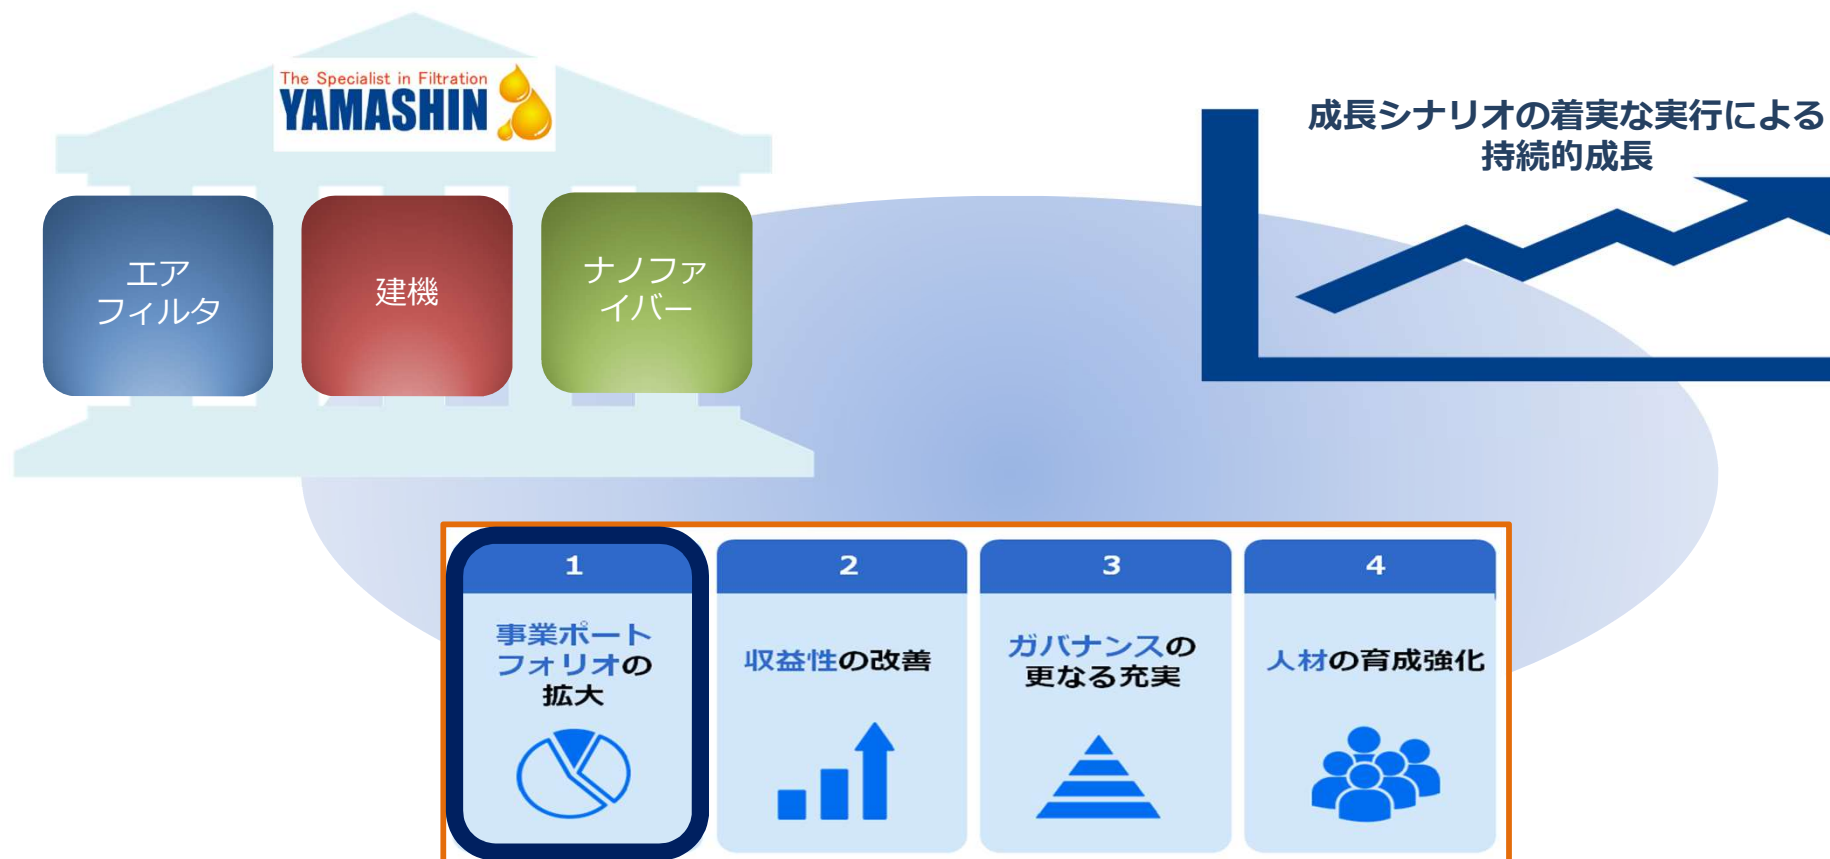 The Specialist in Filtration
YAMASHIN
エア
フィルタ
建機
ナノファ
イバー
成長シナリオの着実な実行による
持続的成長
1
事業ポート
フォリオの
拡大
2
収益性の改善
3
ガバナンスの
更なる充実
4
人材の育成強化